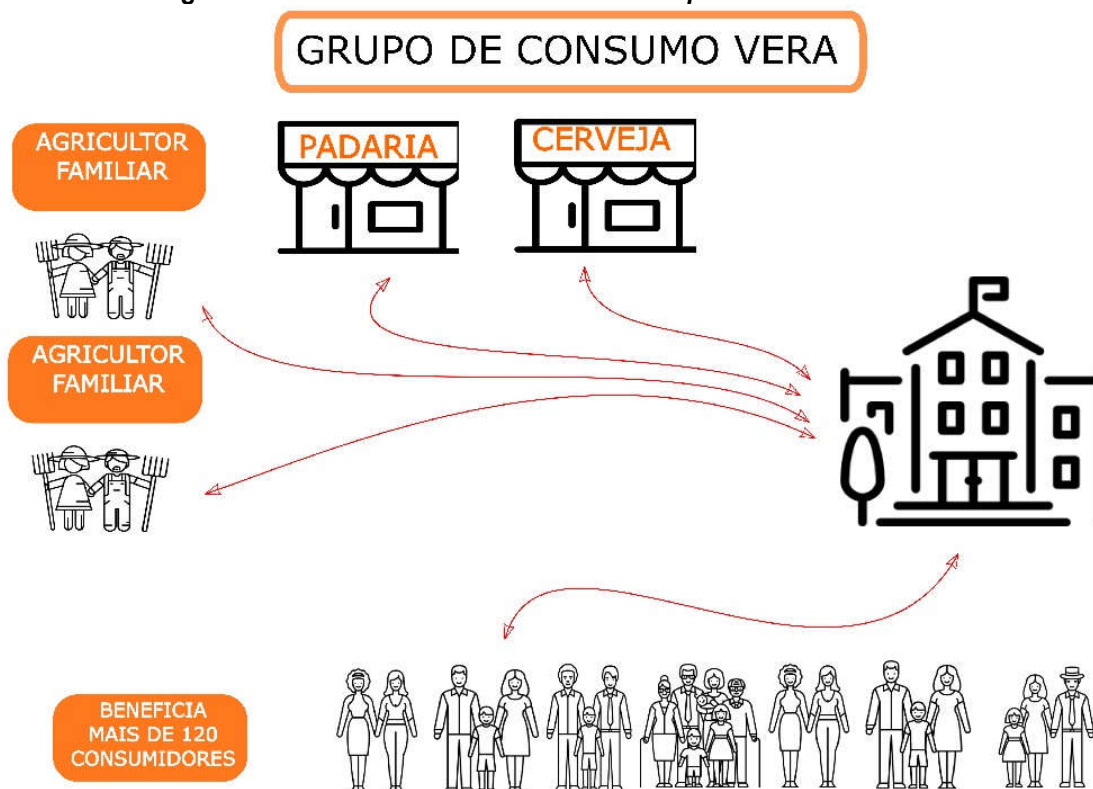 GRUPO DE CONSUMO VERA
AGRICULTOR
FAMILIAR
PADARIA
CERVEJA
AGRICULTOR
FAMILIAR
BENEFICIA
MAIS DE 120
CONSUMIDORES